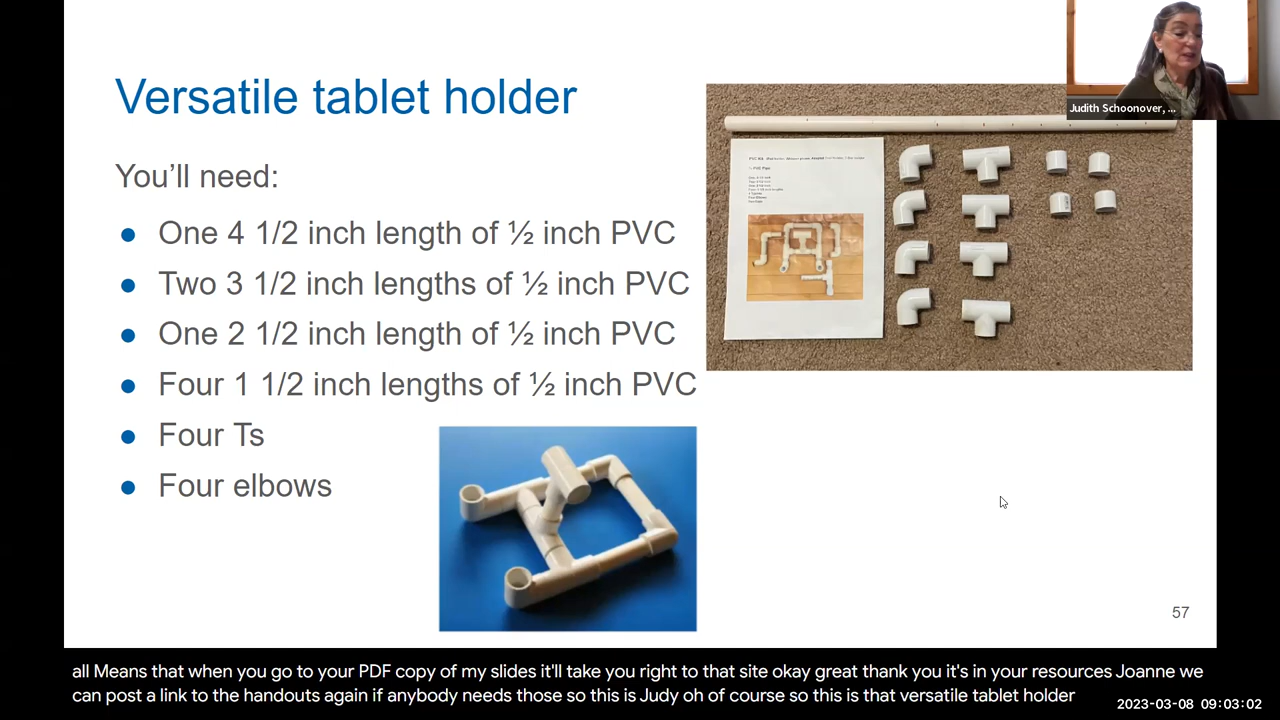 Versatile tablet holder
You’ll need:
One 4 1/2 inch length of ½ inch PVC
Two 3 1/2 inch lengths of ½ inch PVC
One 2 1/2 inch length of ½ inch PVC
Four 1 1/2 inch lengths of ½ inch PVC
Four Ts
Four elbows
Judith Schoonover, ...
57
all Means that when you go to your PDF copy of my slides it'll take you right to that site okay great thank you it's in your resources Joanne we
can post a link to the handouts again if anybody needs those so this is Judy oh of course so this is that versatile tablet holder
2023-03-08 09:03:02